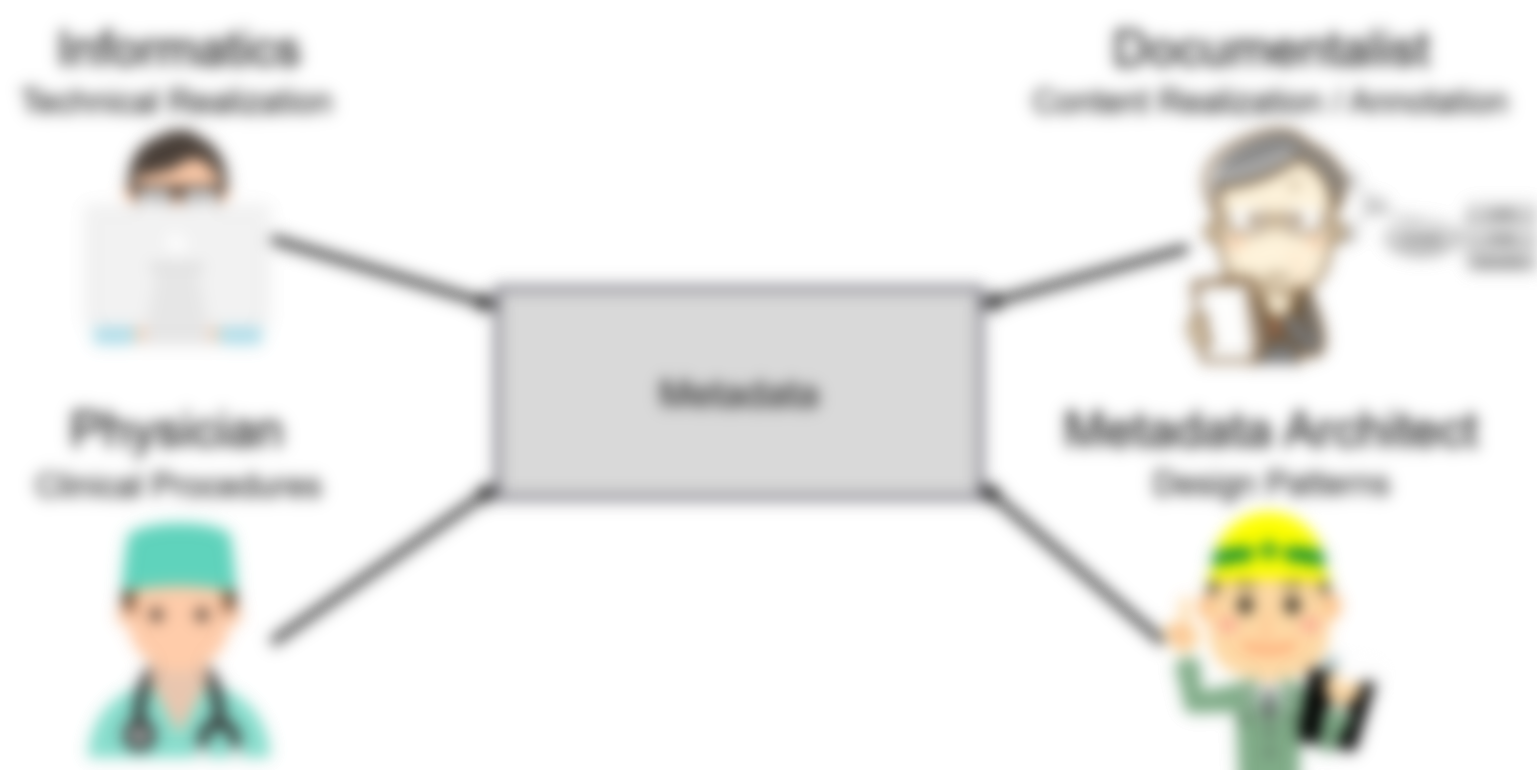 Informatics
Technical Realization
Documentalist
Content Realization / Annotation
Metadata
Physician
Clinical Procedures
Metadata Architect
Design Patterns